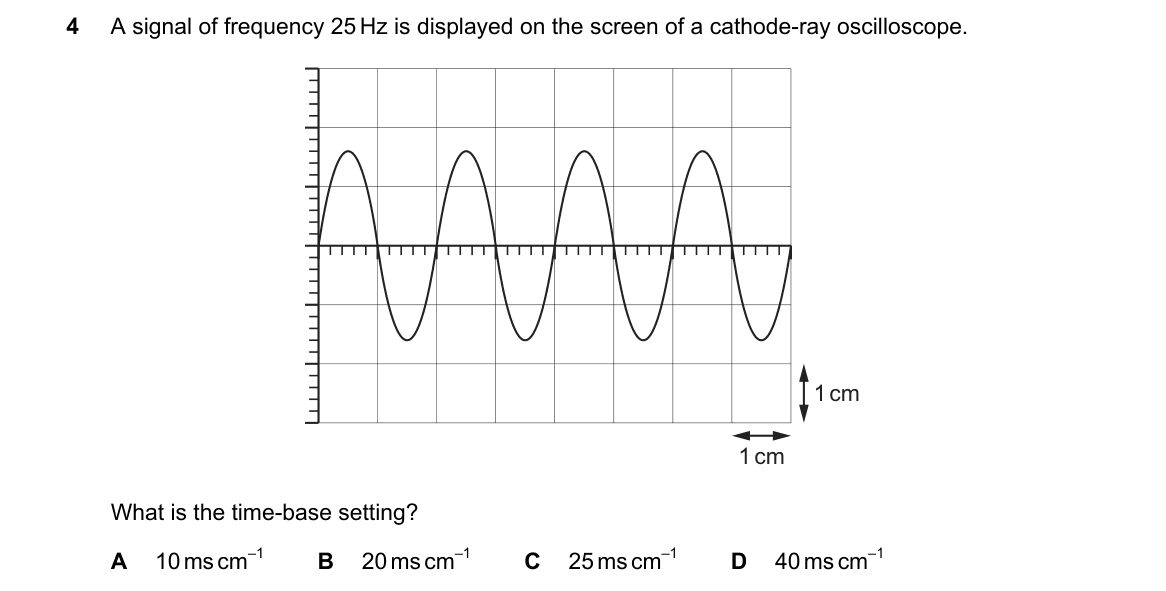 4 A signal of frequency 25 Hz is displayed on the screen of a cathode-ray oscilloscope.
1 cm
1 cm
What is the time-base setting?
A 10 ms cm⁻¹ B 20 ms cm⁻¹ C 25 ms cm⁻¹ D 40 ms cm⁻¹